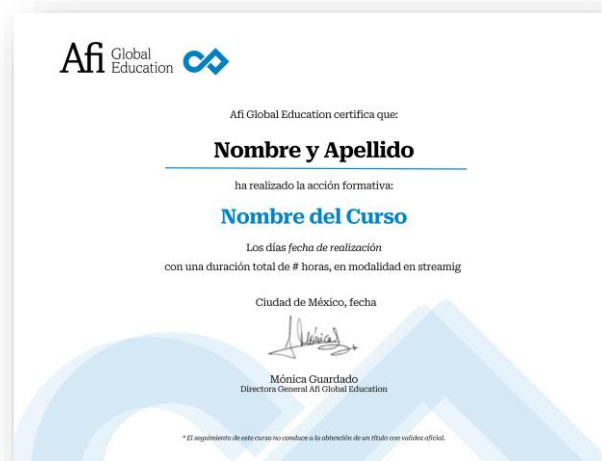 Afi Global
Education
Afi Global Education certifica que:
Nombre y Apellido
ha realizado la acción formativa:
Nombre del Curso
Los días fecha de realización
con una duración total de # horas, en modalidad en streamig
Ciudad de México, fecha
Mónica
Mónica Guardado
Directora General Afi Global Education
* El seguimiento de este curso no conduce a la obtención de un título con validez oficial.